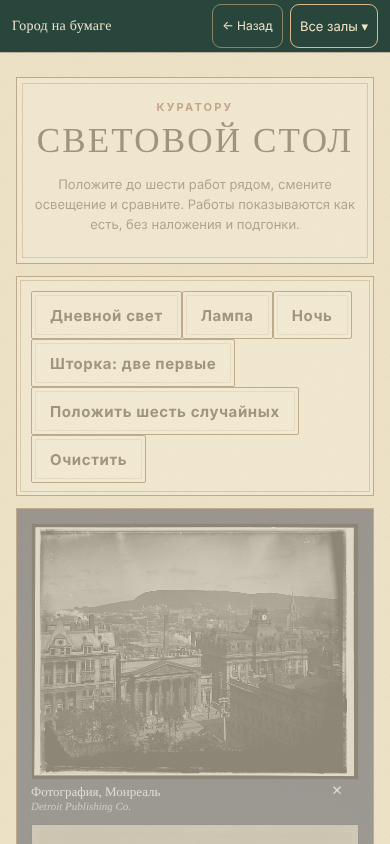 Город на бумаге
← Назад
Все залы ▾
КУРАТОРУ
СВЕТОВОЙ СТОЛ
Положите до шести работ рядом, смените
освещение и сравните. Работы показываются как
есть, без наложения и подгонки.
Дневной свет
Лампа
Ночь
Шторка: две первые
Положить шесть случайных
Очистить
Фотография, Монреаль
×
Detroit Publishing Co.